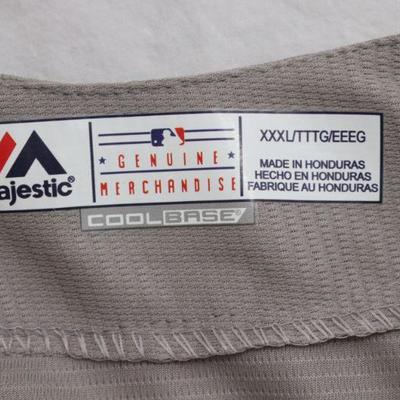 ajestic®
GENUINE
MERCHANDISE
COOLBASE®
XXXL/TTTG/EEEG
MADE IN HONDURAS
HECHO EN HONDURAS
FABRIQUE AU HONDURAS